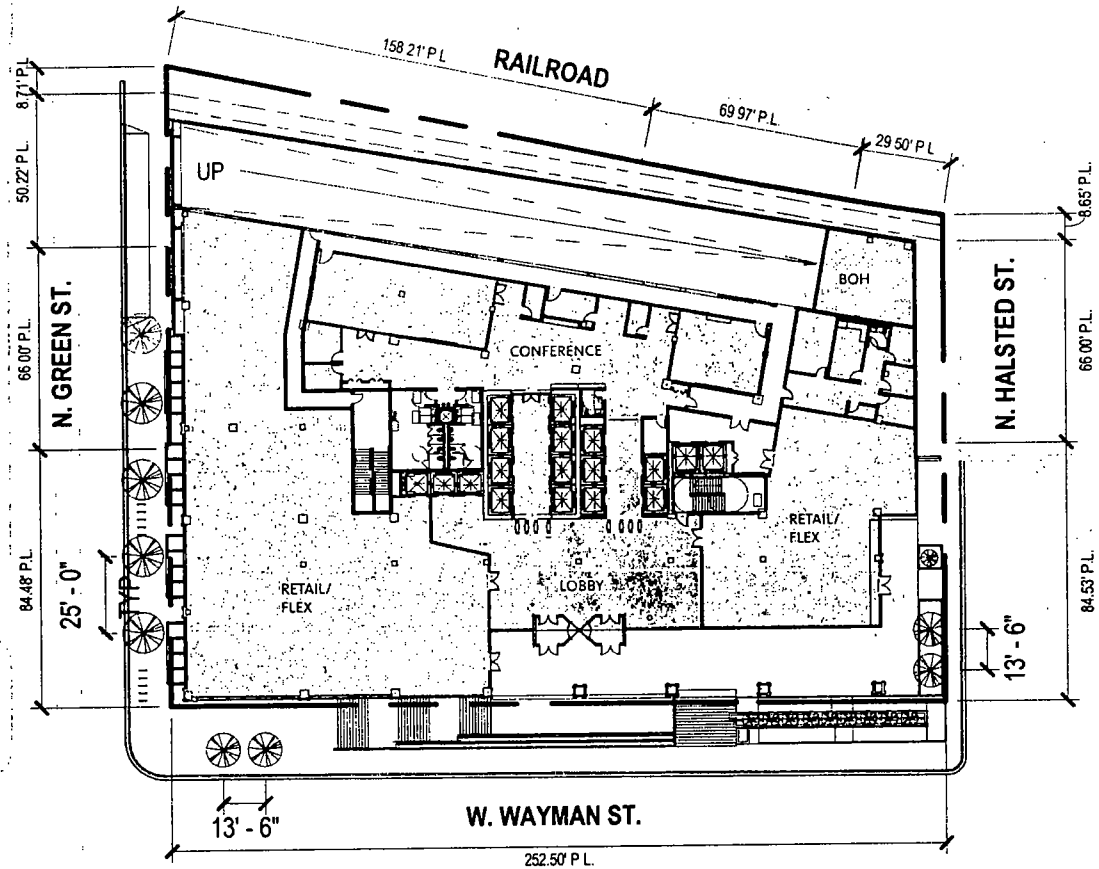 158 21' P L
RAILROAD
69 97' P.L.
29 50' P L
8.71' P.L
50.22' P.L.
66 00' P.L.
84.48' P.L.
N. GREEN ST.
25' - 0"
TYP
UP
BOH
CONFERENCE
RETAIL/
FLEX
LOBBY
RETAIL/
FLEX
8.65' P.L.
66 00' P.L.
84.53' P.L.
N. HALSTED ST.
13' - 6"
13' - 6"
W. WAYMAN ST.
252.50' P L.